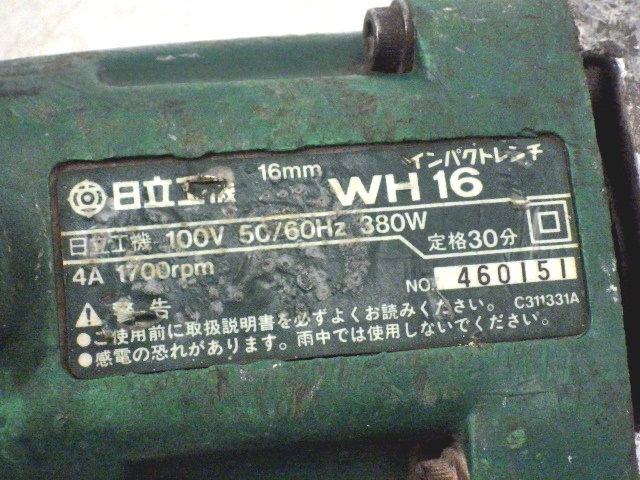 日立工機 16mm インパクトレンチ
WH 16
日立工機 100V 50/60Hz 380W 定格30分
4A 1700rpm NO. 460151
警告 C311331A
●ご使用前に取扱説明書を必ずよくお読みください。
●感電の恐れがあります。雨中では使用しないでください。